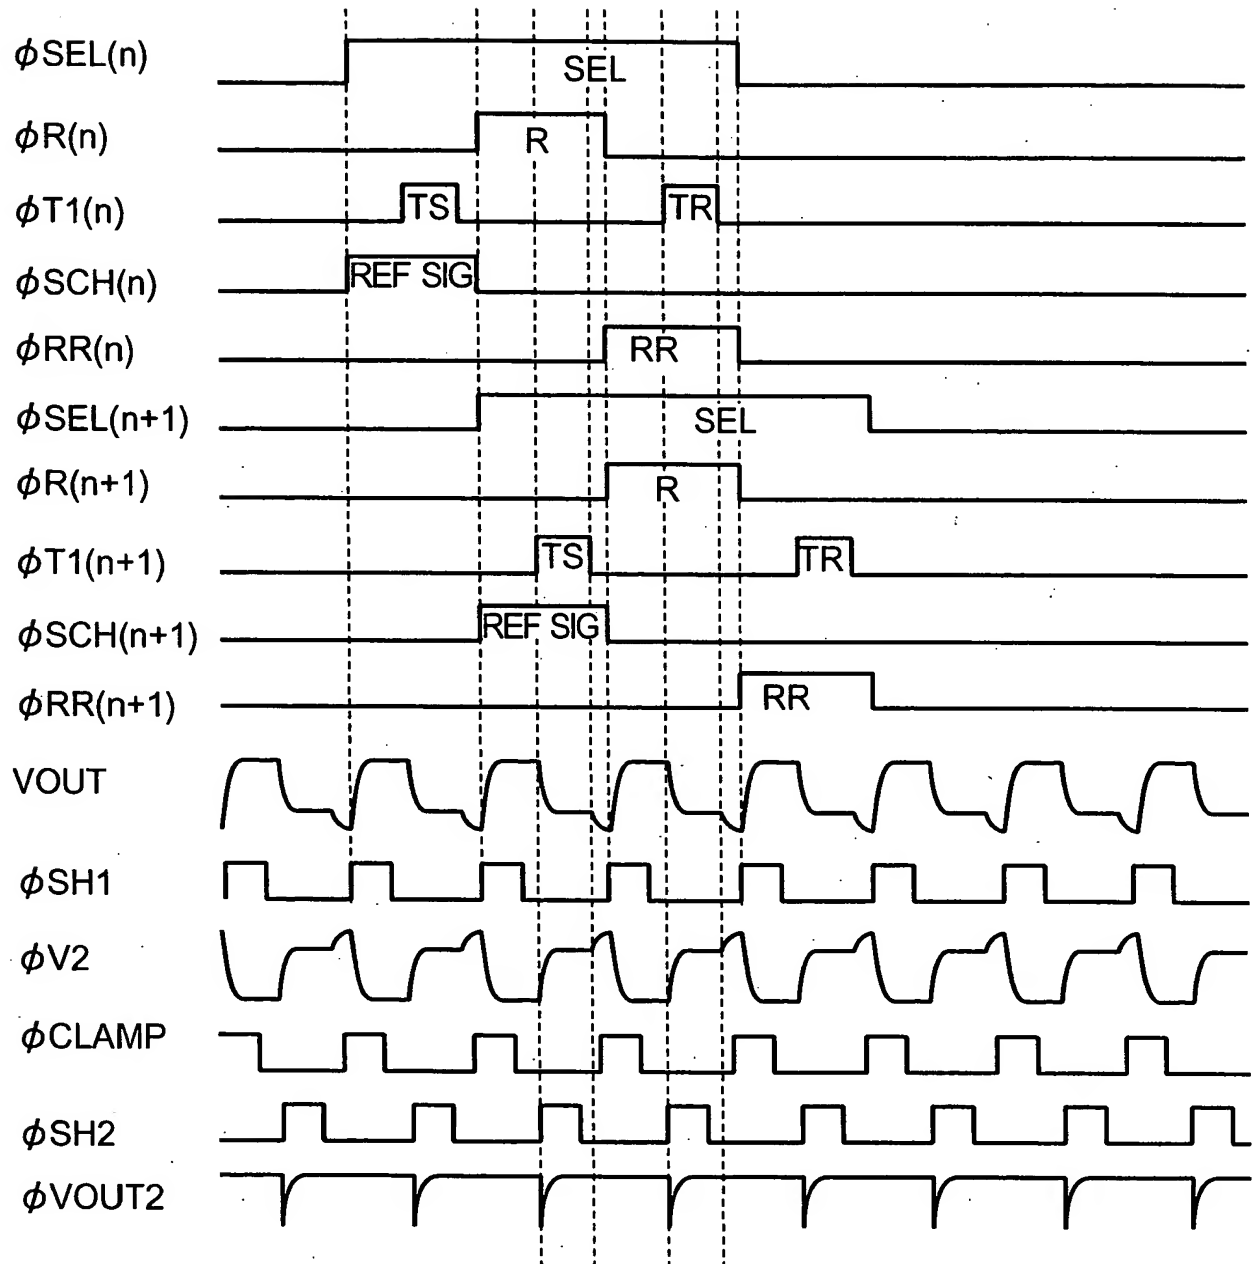 ϕSEL(n)
SEL
ϕR(n)
R
ϕT1(n)
TS
TR
ϕSCH(n)
REF SIG
ϕRR(n)
RR
ϕSEL(n+1)
SEL
ϕR(n+1)
R
ϕT1(n+1)
TS
TR
ϕSCH(n+1)
REF SIG
ϕRR(n+1)
RR
VOUT
ϕSH1
ϕV2
ϕCLAMP
ϕSH2
ϕVOUT2